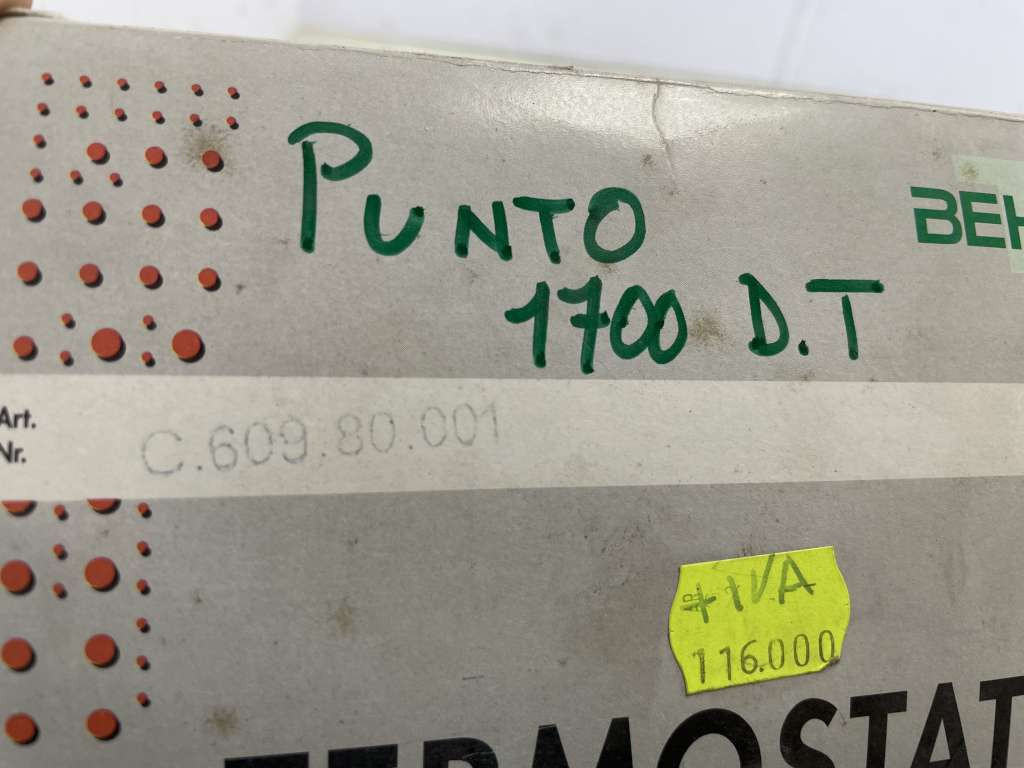 PUNTO
BEH
1700 D.T
Art.
Nr.
C.609.80.001
+ IVA
116.000
TERMOSTAT